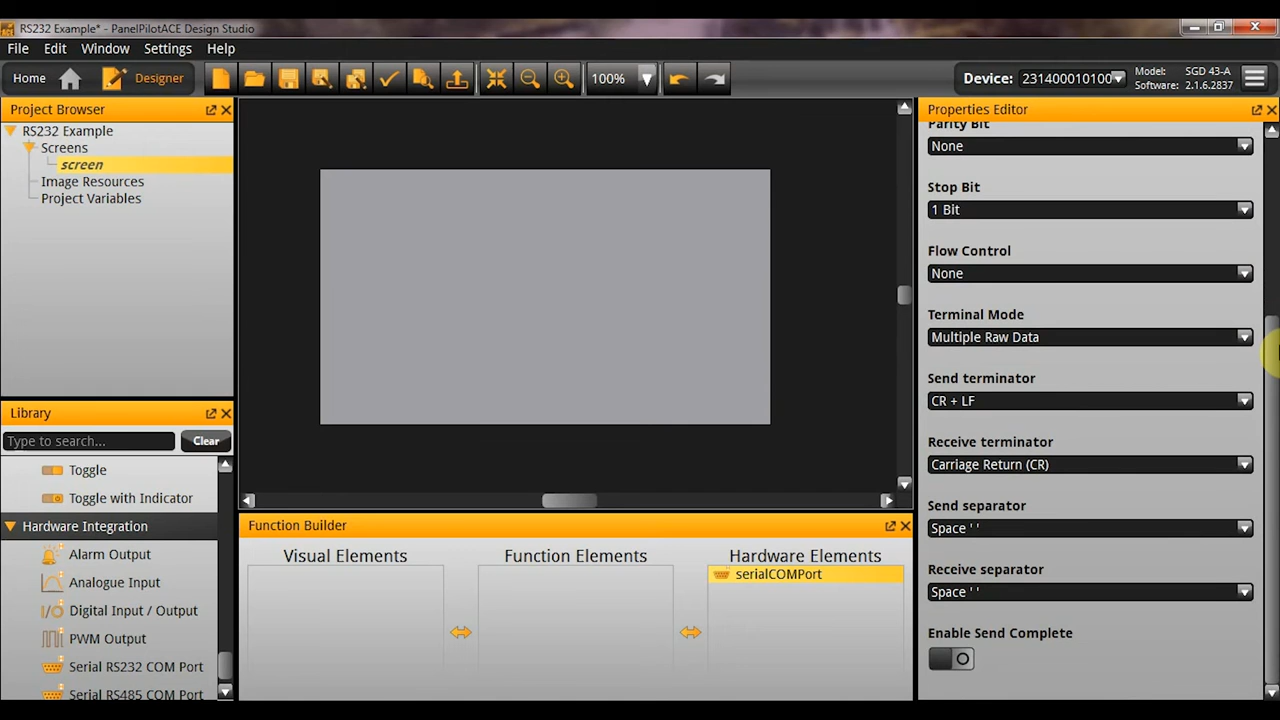 RS232 Example* - PanelPilotACE Design Studio
File Edit Window Settings Help
Home Designer 100% Device: 231400010100 Model: SGD 43-A
Software: 2.1.6.2837
Project Browser
RS232 Example
Screens
screen
Image Resources
Project Variables
Library
Type to search... Clear
Toggle
Toggle with Indicator
Hardware Integration
Alarm Output
Analogue Input
Digital Input / Output
PWM Output
Serial RS232 COM Port
Serial RS485 COM Port
Function Builder
Visual Elements Function Elements Hardware Elements
serialCOMPort
Properties Editor
Parity Bit
None
Stop Bit
1 Bit
Flow Control
None
Terminal Mode
Multiple Raw Data
Send terminator
CR + LF
Receive terminator
Carriage Return (CR)
Send separator
Space ' '
Receive separator
Space ' '
Enable Send Complete